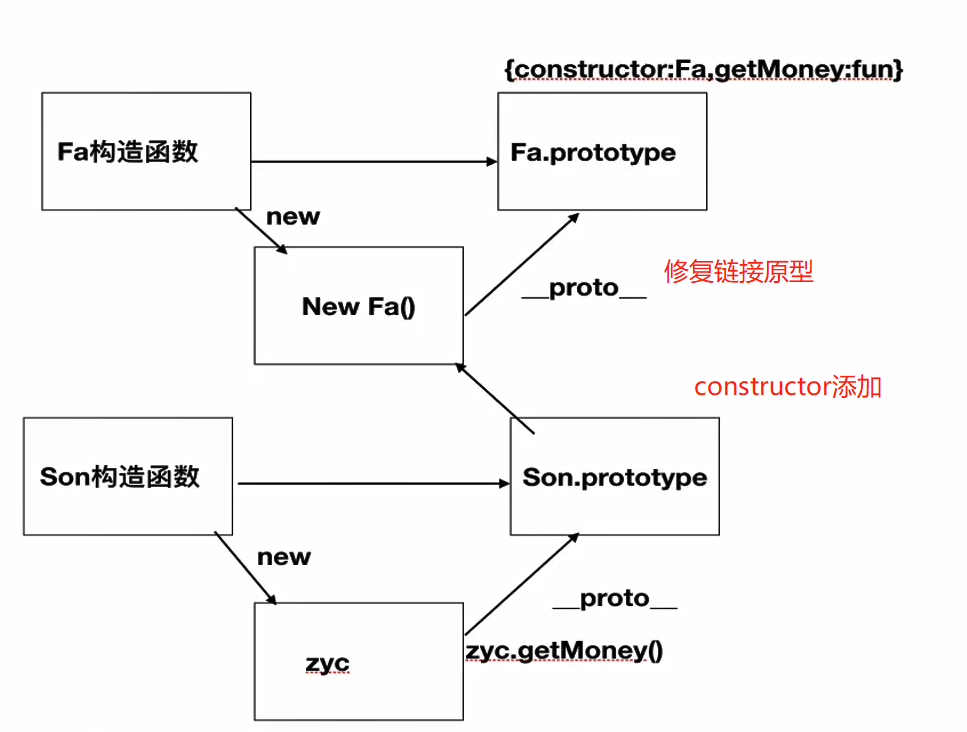 {constructor:Fa,getMoney:fun}
Fa构造函数
Fa.prototype
new
修复链接原型
__proto__
New Fa()
constructor添加
Son构造函数
Son.prototype
new
__proto__
zyc.getMoney()
zyc